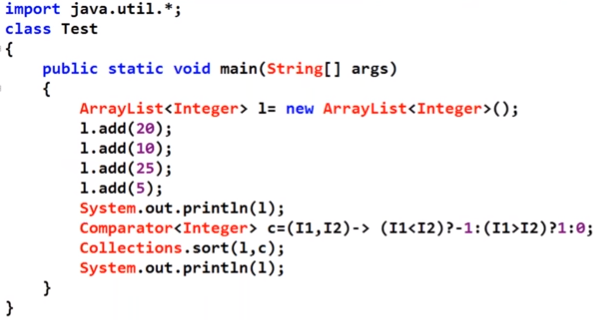 import java.util.*;
class Test
{
    public static void main(String[] args)
    {
        ArrayList<Integer> l= new ArrayList<Integer>();
        l.add(20);
        l.add(10);
        l.add(25);
        l.add(5);
        System.out.println(l);
        Comparator<Integer> c=(I1,I2)-> (I1<I2)?-1:(I1>I2)?1:0;
        Collections.sort(l,c);
        System.out.println(l);
    }
}